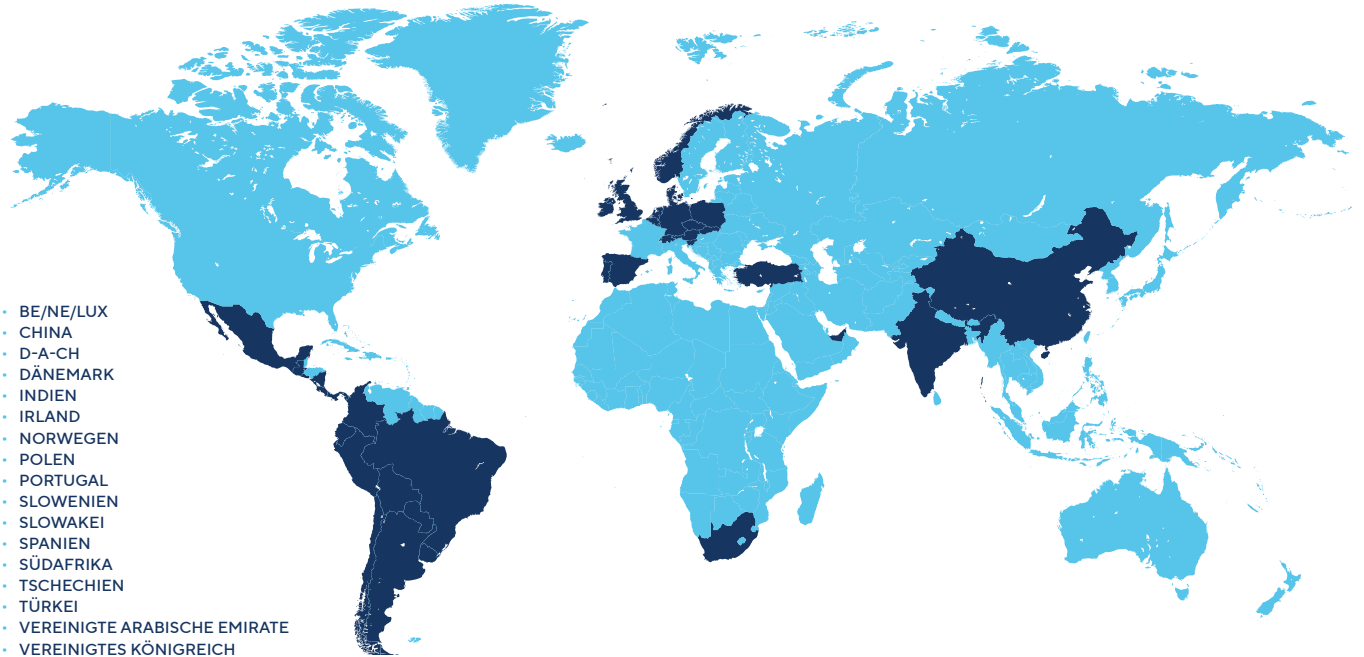 BE/NE/LUX
CHINA
D-A-CH
DÄNEMARK
INDIEN
IRLAND
NORWEGEN
POLEN
PORTUGAL
SLOWENIEN
SLOWAKEI
SPANIEN
SÜDAFRIKA
TSCHECHIEN
TÜRKEI
VEREINIGTE ARABISCHE EMIRATE
VEREINIGTES KÖNIGREICH